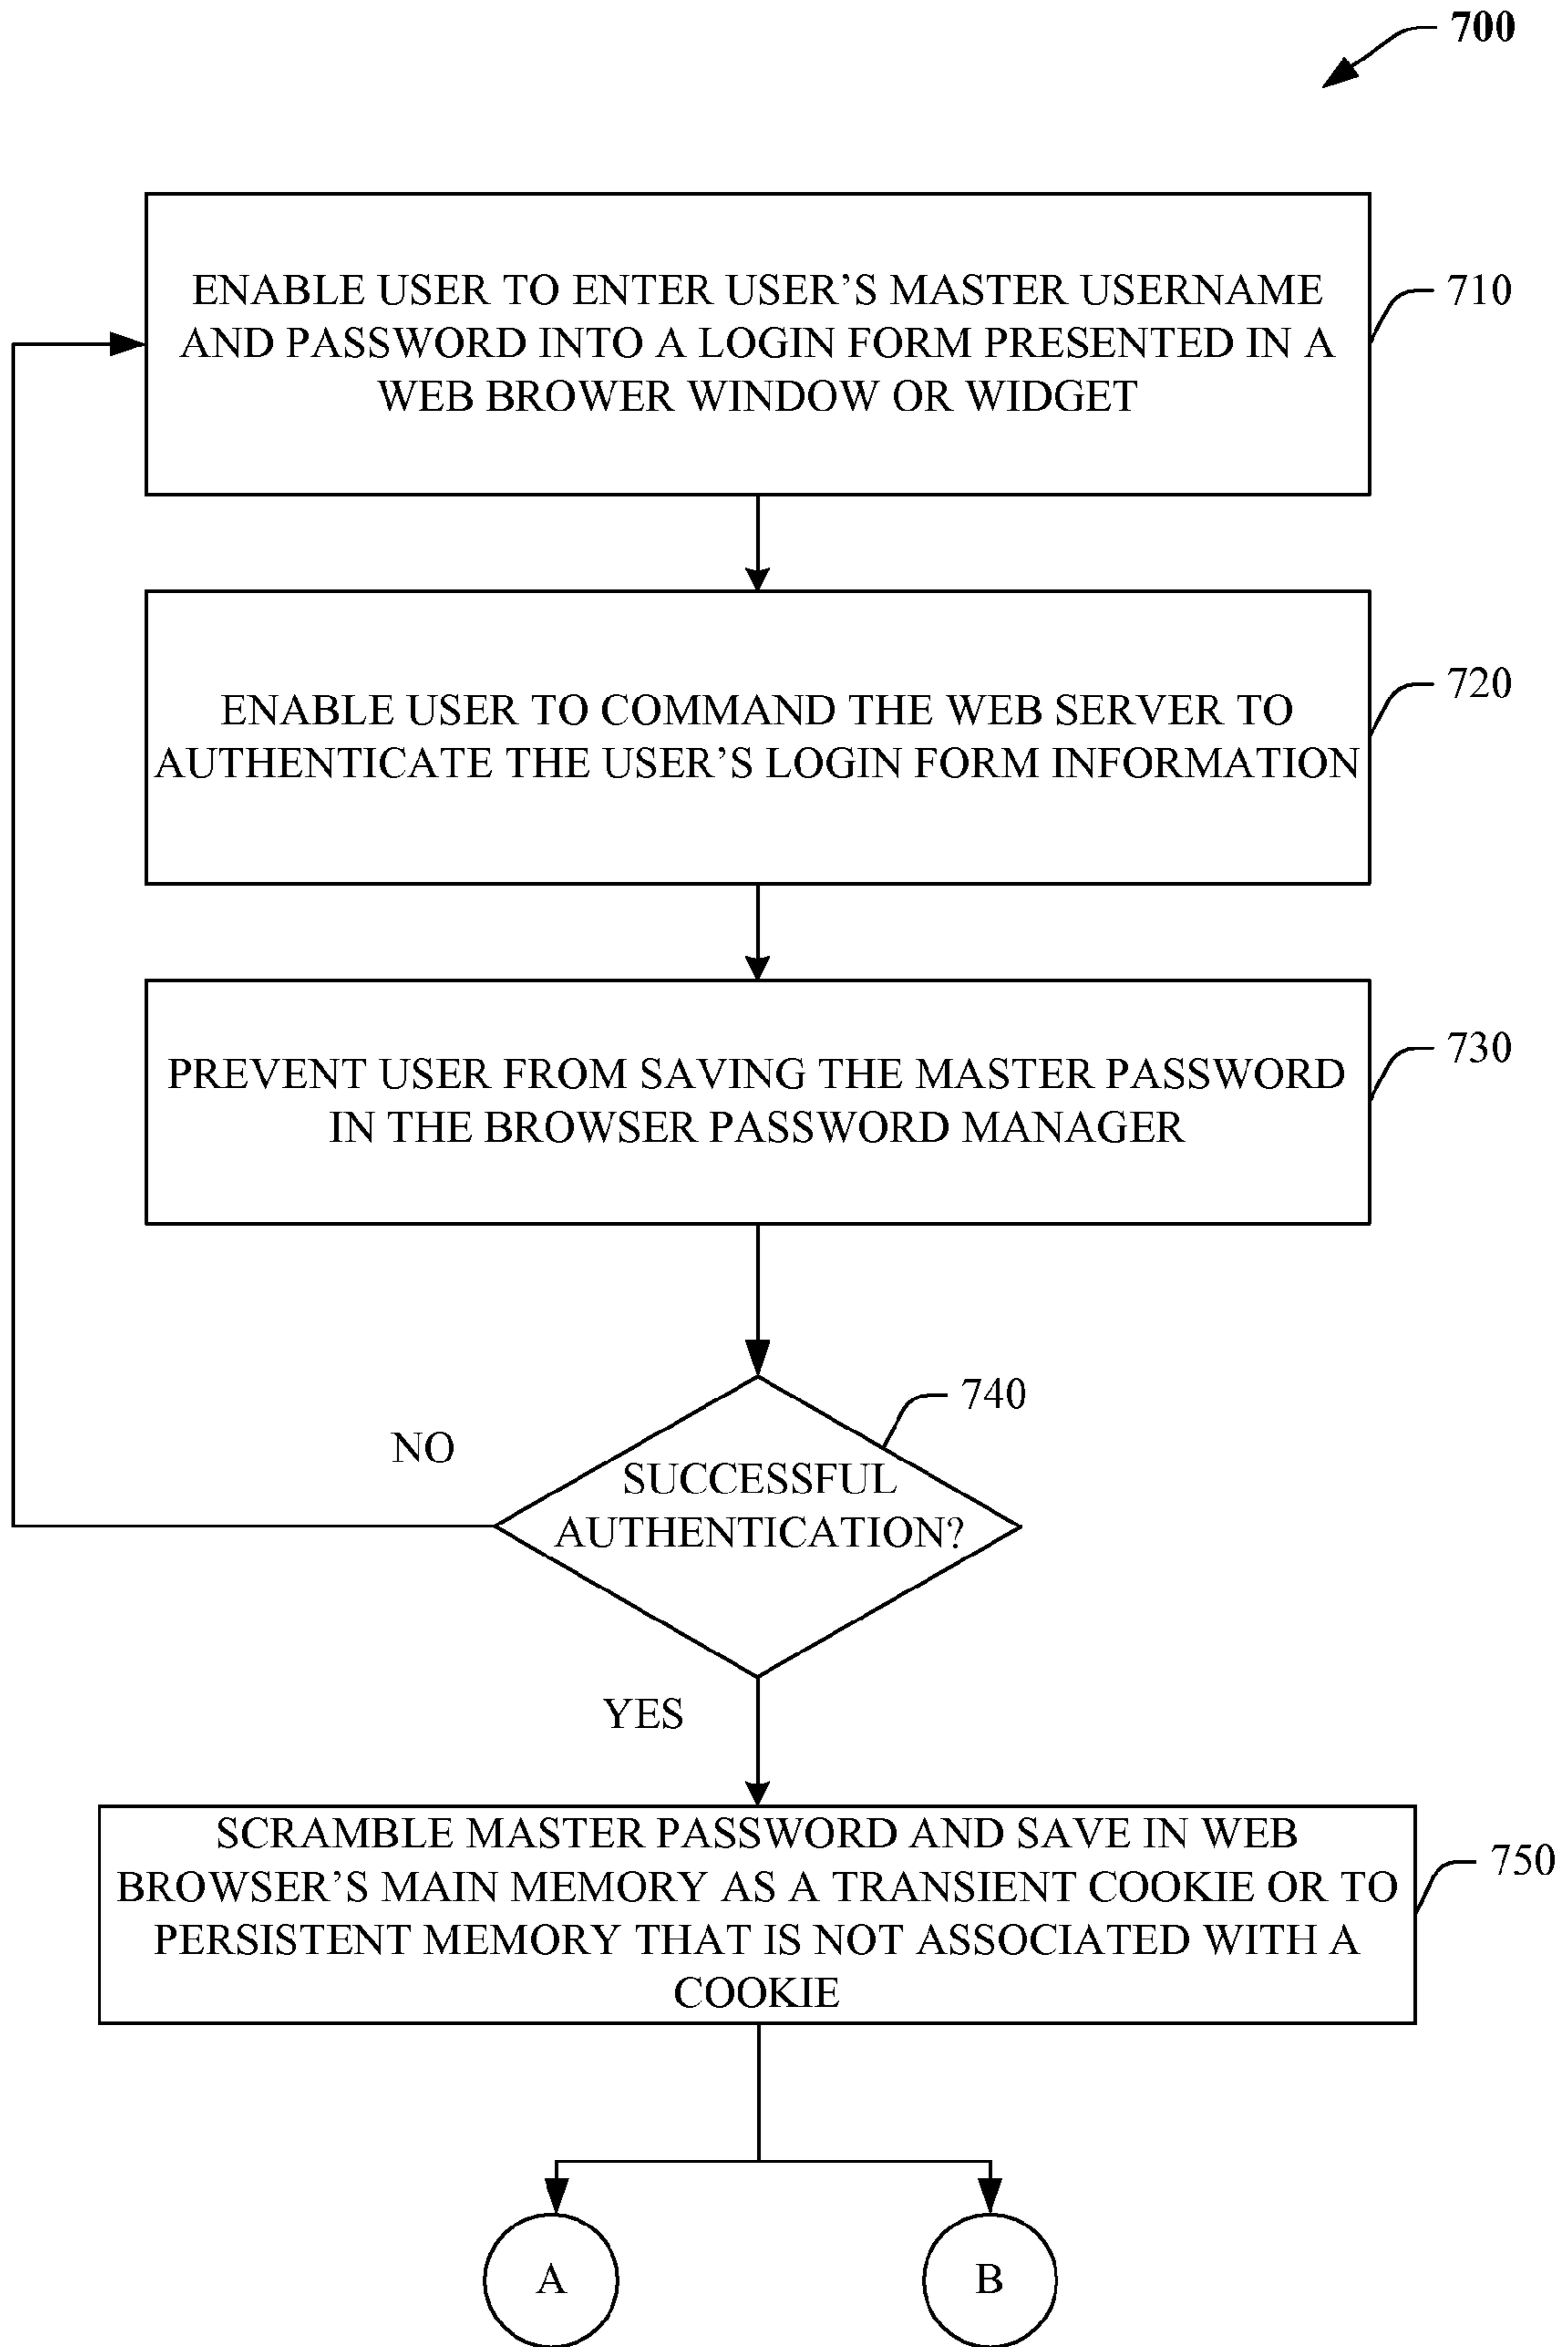 700
ENABLE USER TO ENTER USER'S MASTER USERNAME
AND PASSWORD INTO A LOGIN FORM PRESENTED IN A
WEB BROWER WINDOW OR WIDGET
710
ENABLE USER TO COMMAND THE WEB SERVER TO
AUTHENTICATE THE USER'S LOGIN FORM INFORMATION
720
PREVENT USER FROM SAVING THE MASTER PASSWORD
IN THE BROWSER PASSWORD MANAGER
730
740
NO
SUCCESSFUL
AUTHENTICATION?
YES
SCRAMBLE MASTER PASSWORD AND SAVE IN WEB
BROWSER'S MAIN MEMORY AS A TRANSIENT COOKIE OR TO
PERSISTENT MEMORY THAT IS NOT ASSOCIATED WITH A
COOKIE
750
A
B